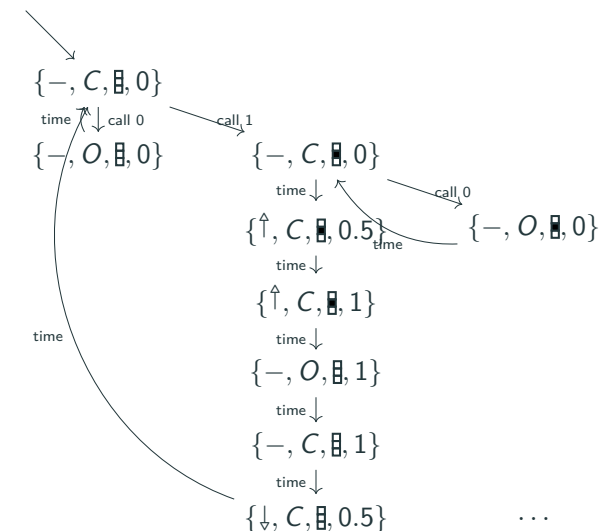 {−, C, 🀱, 0}
time call 0
{−, O, , 0}
call 1
{−, C, , 0}
time
call 0
{⇡, C, , 0.5}
time
{−, O, , 0}
time
{⇡, C, , 1}
time
{−, O, , 1}
time
time
{−, C, , 1}
time
{⇣, C, , 0.5}
...